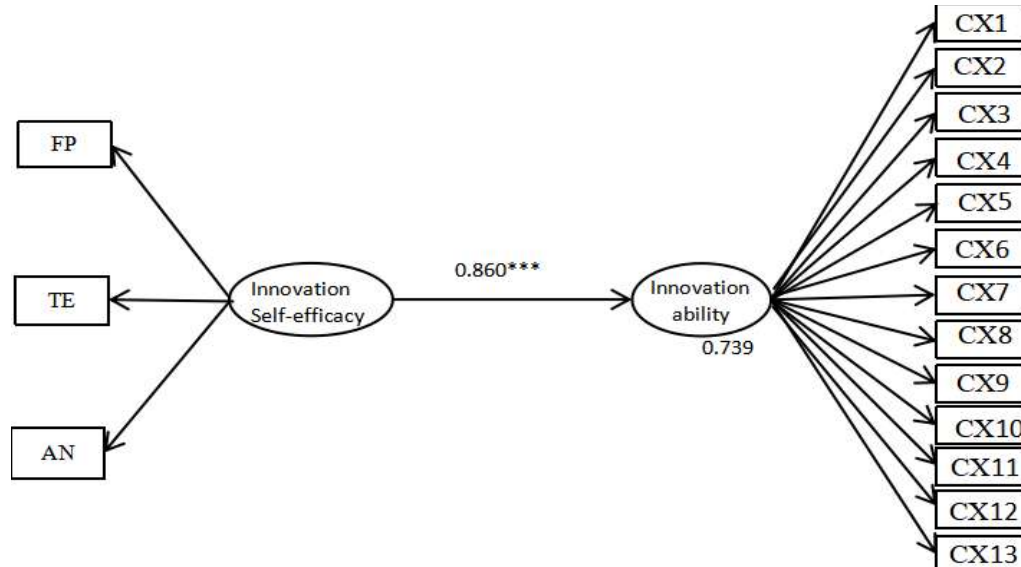 FP
TE
AN
Innovation
Self-efficacy
0.860***
Innovation
ability
0.739
CX1
CX2
CX3
CX4
CX5
CX6
CX7
CX8
CX9
CX10
CX11
CX12
CX13